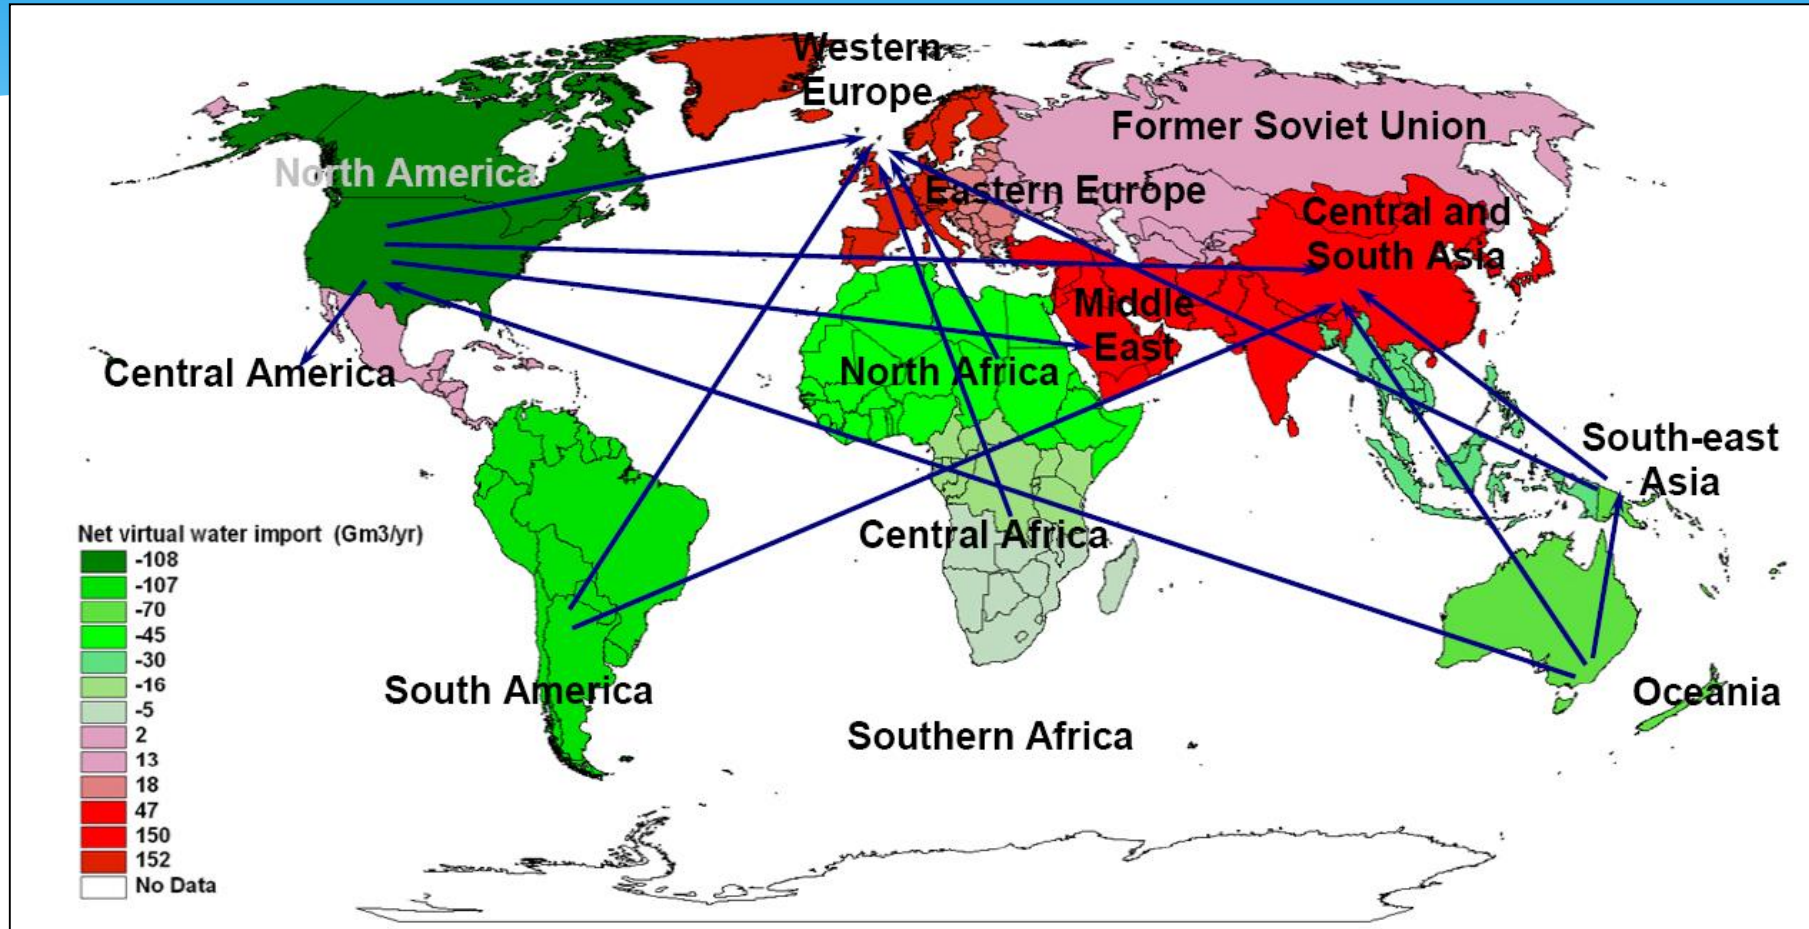 Western
Europe
Former Soviet Union
North America
Eastern Europe
Central and
South Asia
Middle
East
Central America
North Africa
South-east
Asia
Central Africa
South America
Oceania
Southern Africa
Net virtual water import (Gm3/yr)
-108
-107
-70
-45
-30
-16
-5
2
13
18
47
150
152
No Data